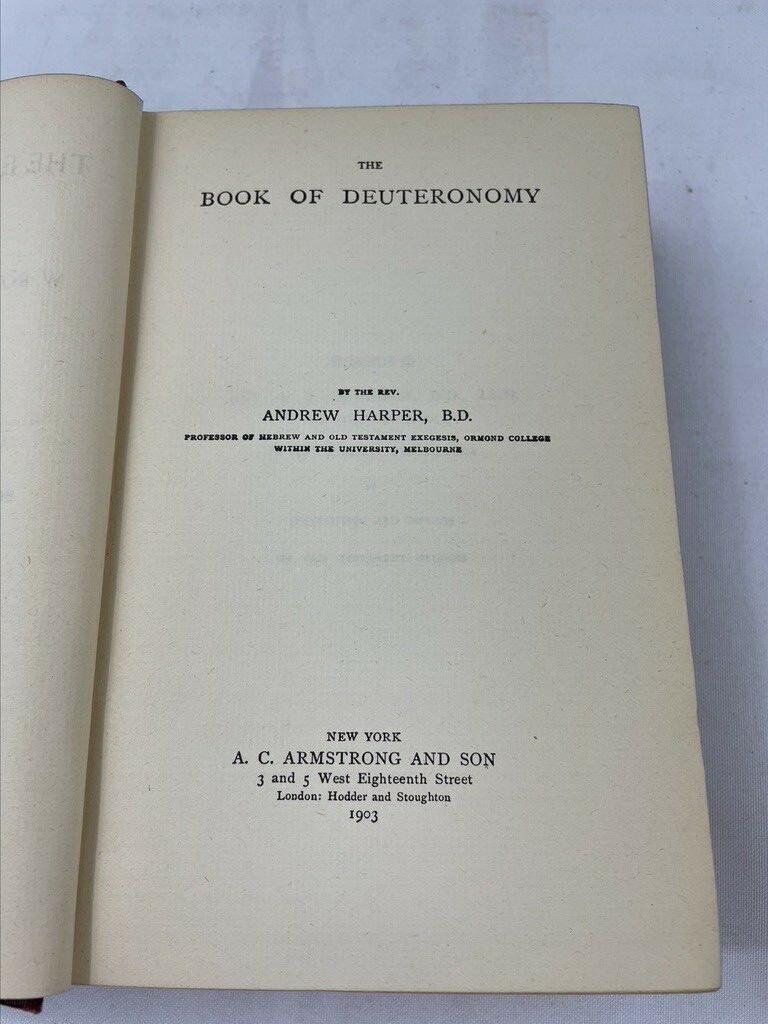 THE
BOOK OF DEUTERONOMY
BY THE REV.
ANDREW HARPER, B.D.
PROFESSOR OF HEBREW AND OLD TESTAMENT EXEGESIS, ORMOND COLLEGE
WITHIN THE UNIVERSITY, MELBOURNE
NEW YORK
A. C. ARMSTRONG AND SON
3 and 5 West Eighteenth Street
London: Hodder and Stoughton
1903